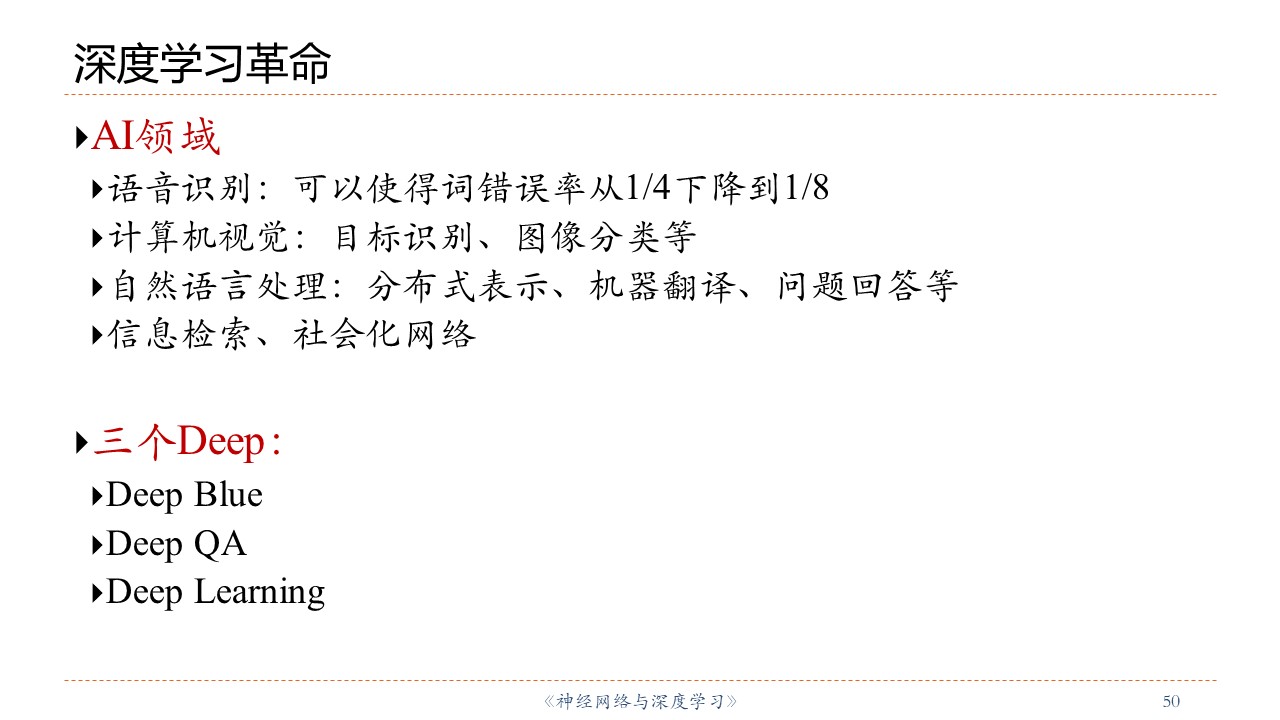 深度学习革命
AI领域
语音识别：可以使得词错误率从1/4下降到1/8
计算机视觉：目标识别、图像分类等
自然语言处理：分布式表示、机器翻译、问题回答等
信息检索、社会化网络
三个Deep：
Deep Blue
Deep QA
Deep Learning
《神经网络与深度学习》
50